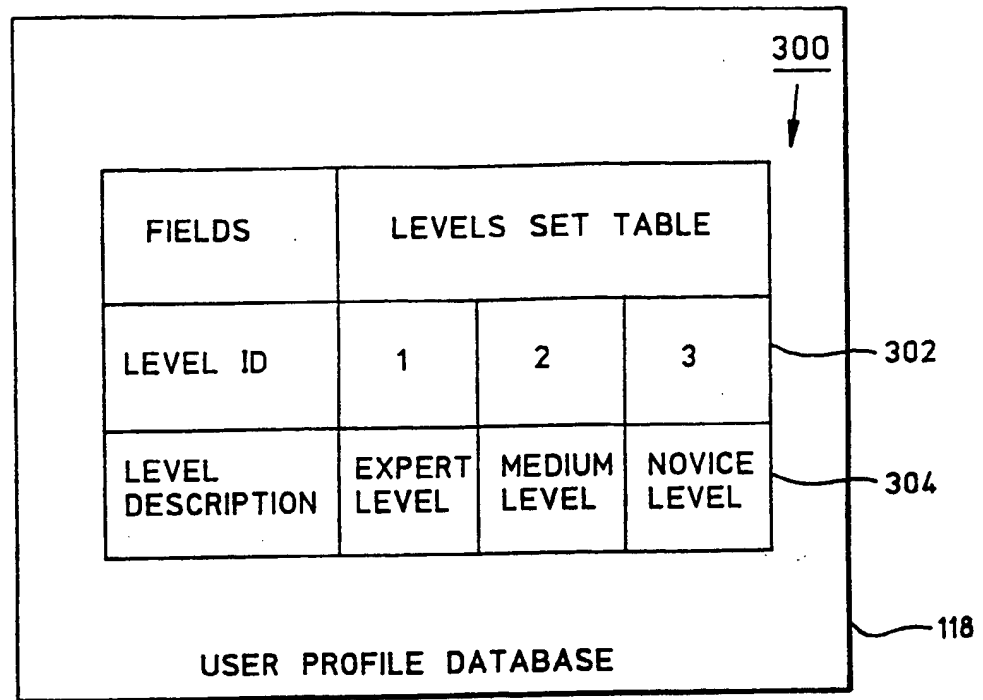 300
FIELDS LEVELS SET TABLE
LEVEL ID 1 2 3
302
LEVEL EXPERT MEDIUM NOVICE
DESCRIPTION LEVEL LEVEL LEVEL
304
118
USER PROFILE DATABASE